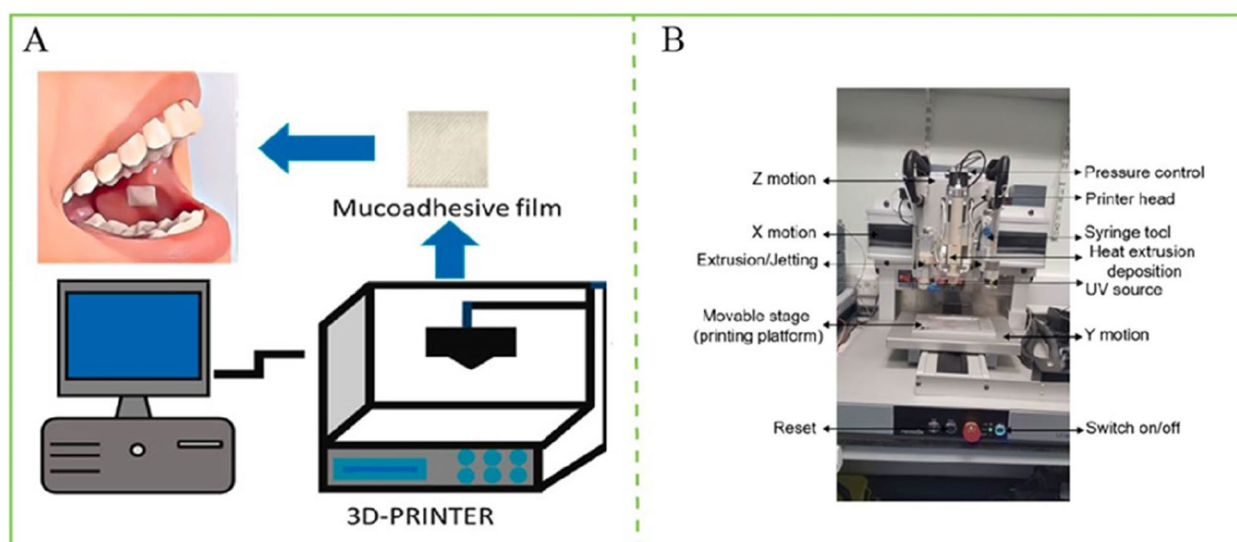 A
Mucoadhesive film
3D-PRINTER
B
Z motion
X motion
Extrusion/Jetting
Movable stage
(printing platform)
Reset
Pressure control
Printer head
Syringe tocl
Heat extrusion
deposition
UV source
Y motion
Switch on/off